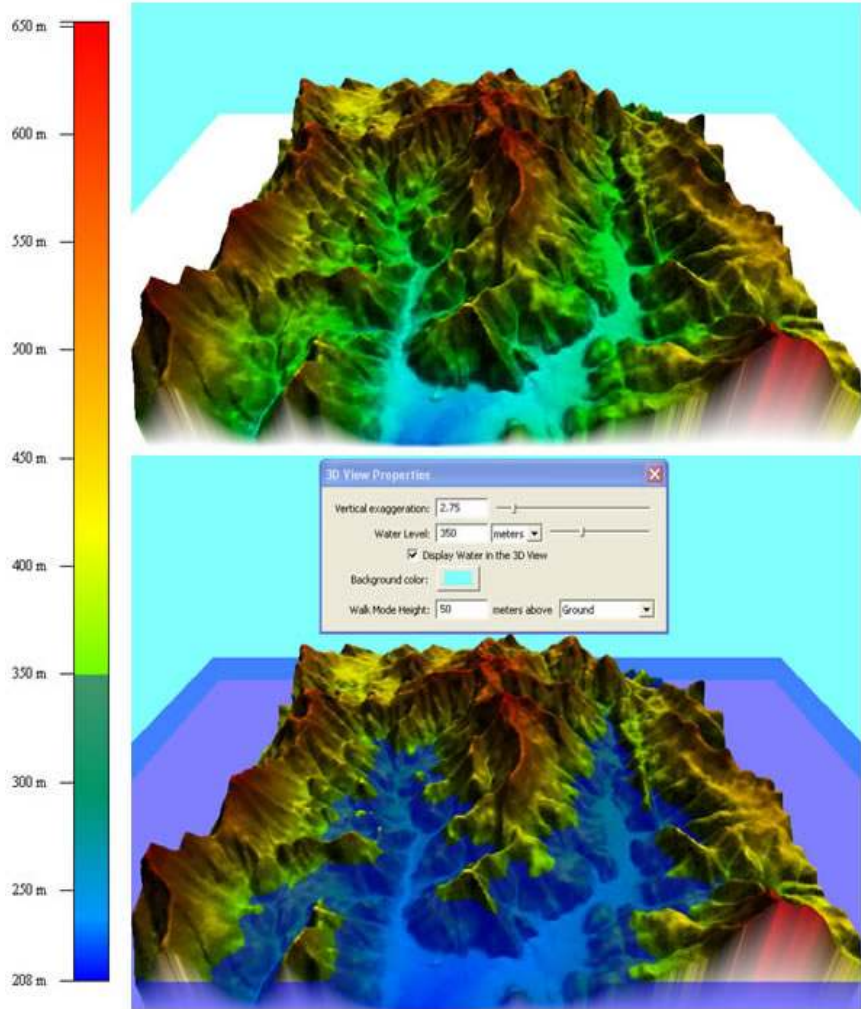 650 m
600 m
550 m
500 m
450 m
400 m
350 m
300 m
250 m
208 m
3D View Properties
Vertical exaggeration: 2.75
Water Level: 350 meters
Display Water in the 3D View
Background color:
Walk Mode Height: 50 meters above Ground